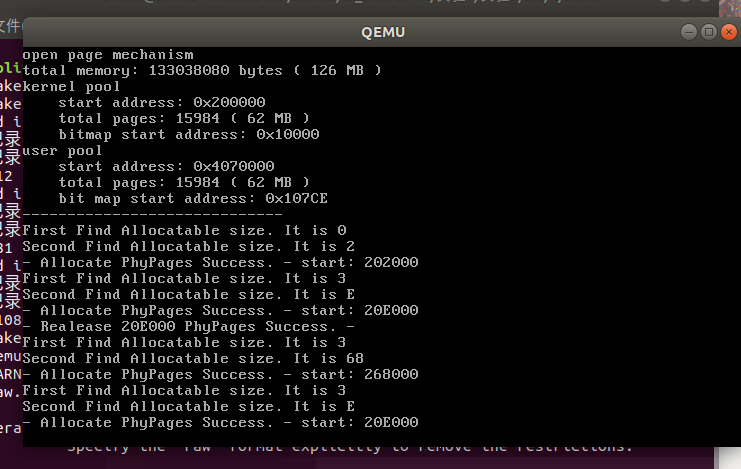 文件
QEMU
open page mechanism
total memory: 133038080 bytes ( 126 MB )
kernel pool
start address: 0x200000
total pages: 15984 ( 62 MB )
bitmap start address: 0x10000
user pool
start address: 0x4070000
total pages: 15984 ( 62 MB )
bit map start address: 0x107CE
-----------------------------
First Find Allocatable size. It is 0
Second Find Allocatable size. It is 2
- Allocate PhyPages Success. - start: 202000
First Find Allocatable size. It is 3
Second Find Allocatable size. It is E
- Allocate PhyPages Success. - start: 20E000
- Realease 20E000 PhyPages Success. -
First Find Allocatable size. It is 3
Second Find Allocatable size. It is 68
- Allocate PhyPages Success. - start: 268000
First Find Allocatable size. It is 3
Second Find Allocatable size. It is E
- Allocate PhyPages Success. - start: 20E000
Specify the 'raw' format explicitly to remove the restrictions.